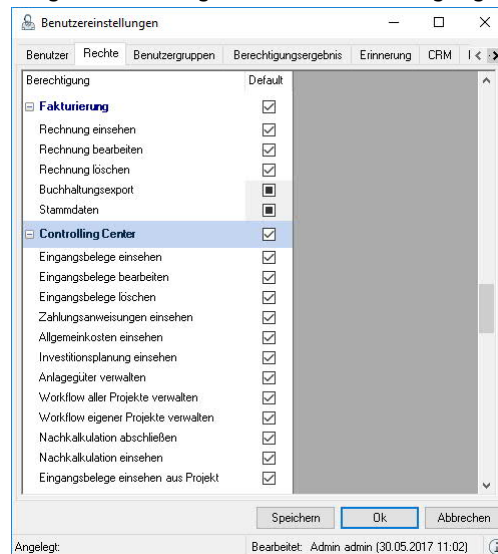 Benutzereinstellungen
Benutzer Rechte Benutzergruppen Berechtigungsergebnis Erinnerung CRM
Berechtigung Default
Fakturierung
Rechnung einsehen
Rechnung bearbeiten
Rechnung löschen
Buchhaltungsexport
Stammdaten
Controlling Center
Eingangsbelege einsehen
Eingangsbelege bearbeiten
Eingangsbelege löschen
Zahlungsanweisungen einsehen
Allgemeinkosten einsehen
Investitionsplanung einsehen
Anlagegüter verwalten
Workflow aller Projekte verwalten
Workflow eigener Projekte verwalten
Nachkalkulation abschließen
Nachkalkulation einsehen
Eingangsbelege einsehen aus Projekt
Speichern Ok Abbrechen
Angelegt: Bearbeitet: Admin admin (30.05.2017 11:02)